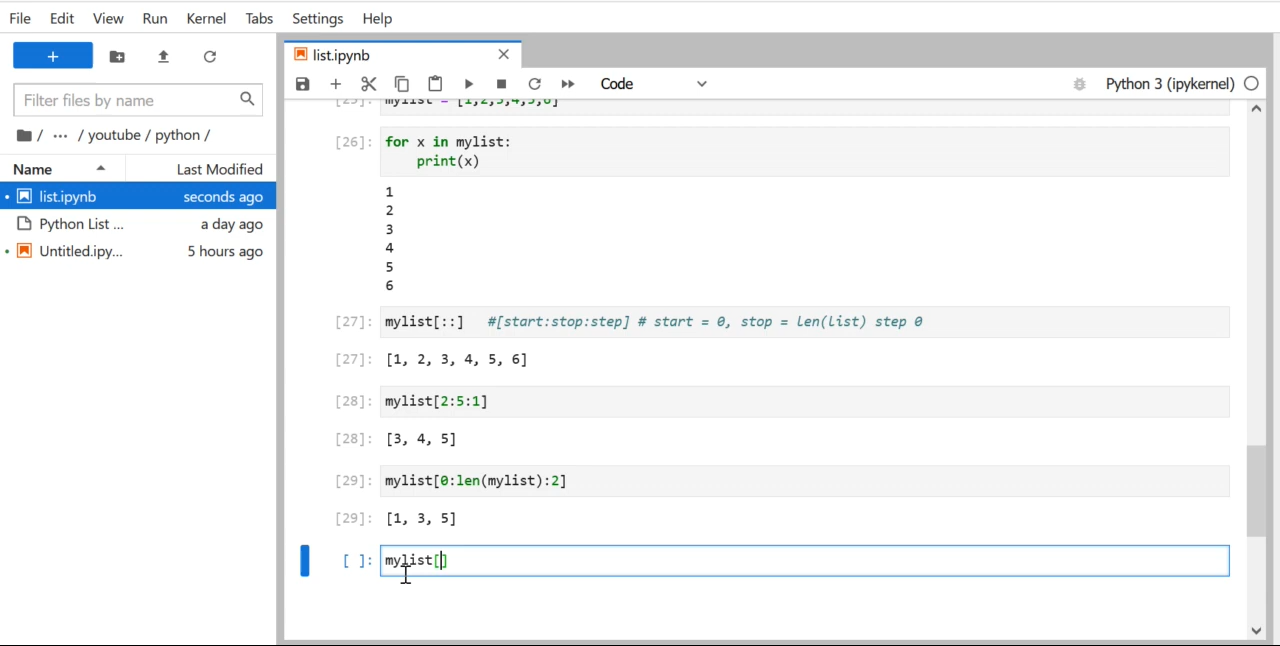 File Edit View Run Kernel Tabs Settings Help
+
list.ipynb
Code
Python 3 (ipykernel)
Filter files by name
/ ··· / youtube / python /
Name Last Modified
list.ipynb seconds ago
Python List ... a day ago
Untitled.ipy... 5 hours ago
[26]: for x in mylist:
print(x)
1
2
3
4
5
6
[27]: mylist[::] #[start:stop:step] # start = 0, stop = len(list) step 0
[27]: [1, 2, 3, 4, 5, 6]
[28]: mylist[2:5:1]
[28]: [3, 4, 5]
[29]: mylist[0:len(mylist):2]
[29]: [1, 3, 5]
[ ]: mylist[]